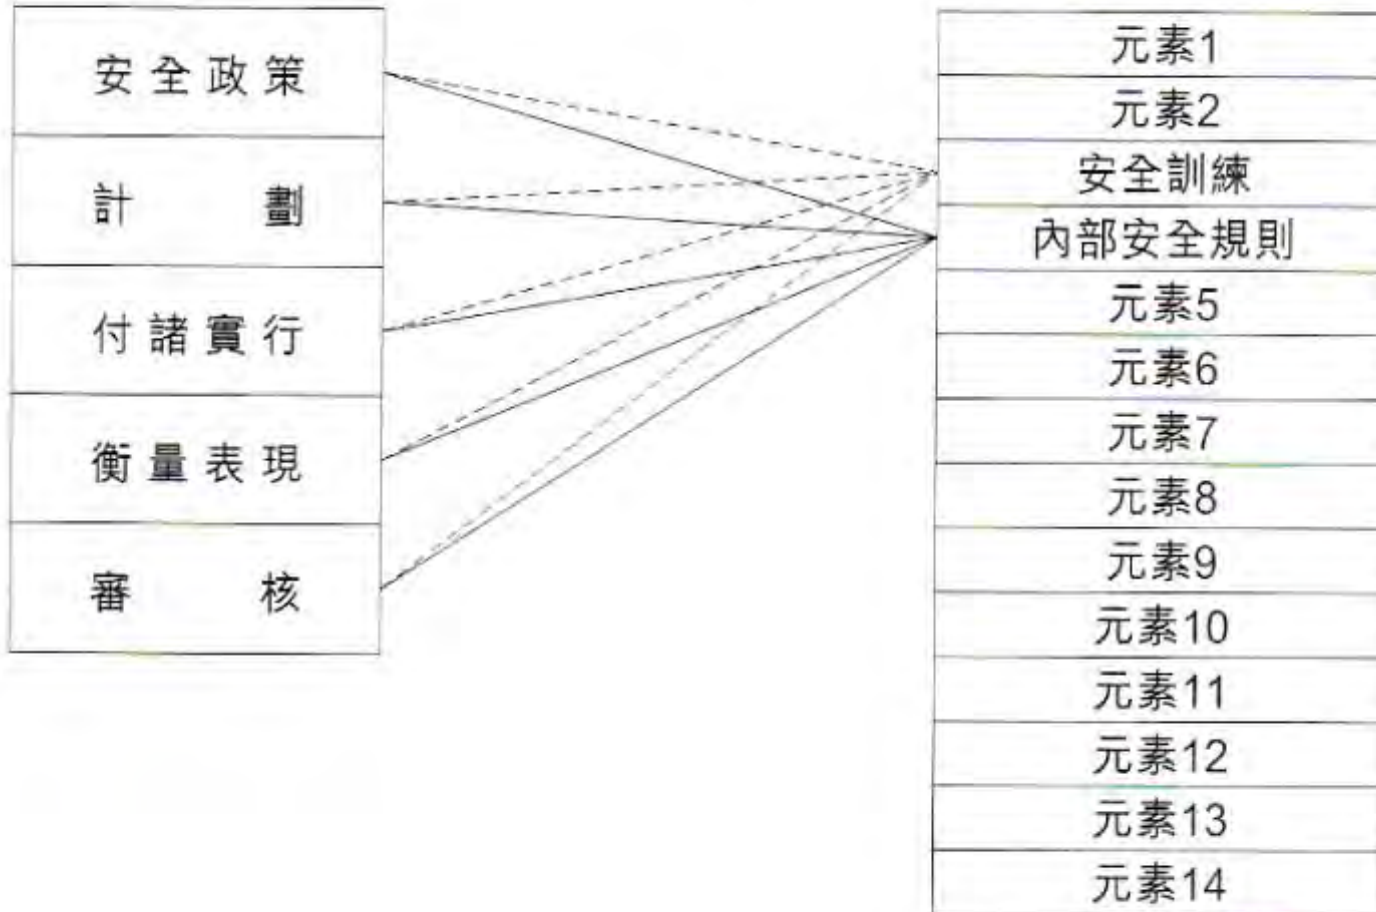 安全政策
計劃
付諸實行
衡量表現
審核
元素1
元素2
安全訓練
內部安全規則
元素5
元素6
元素7
元素8
元素9
元素10
元素11
元素12
元素13
元素14